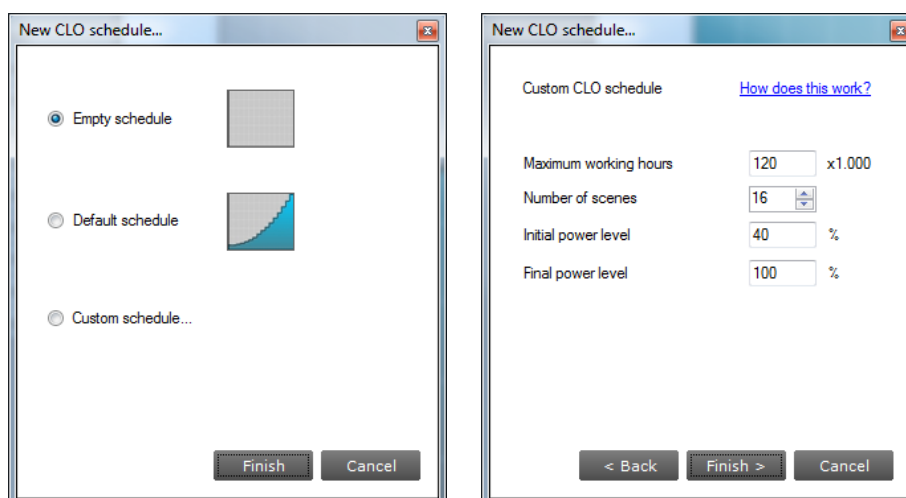 New CLO schedule...
Empty schedule
Default schedule
Custom schedule...
Finish Cancel
New CLO schedule...
Custom CLO schedule How does this work?
Maximum working hours 120 x1.000
Number of scenes 16
Initial power level 40 %
Final power level 100 %
< Back Finish > Cancel